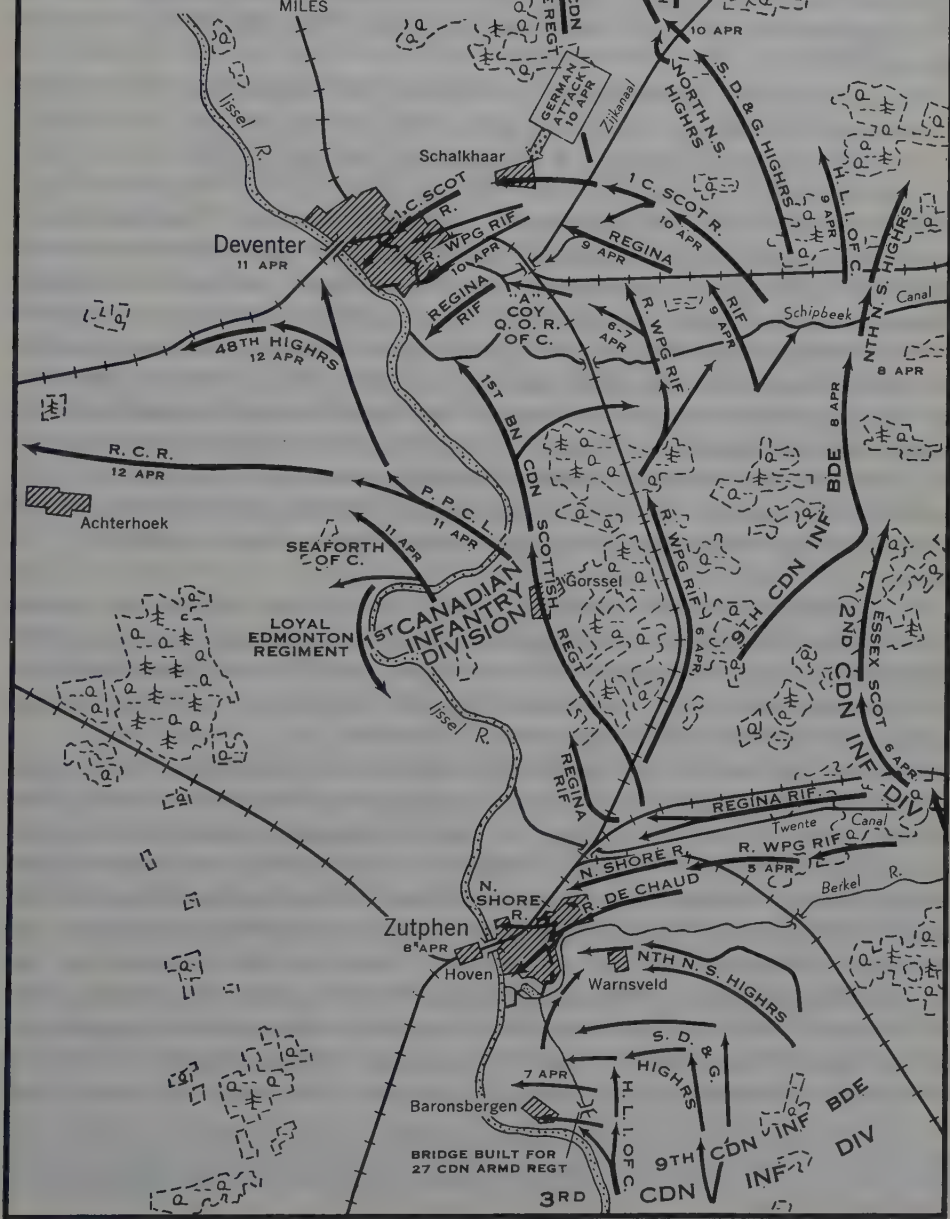 MILES
CDN
E REGT
10 APR
GERMAN
ATTACK
10 APR
Zijkanaal
NORTH N.S.
HIGHRS
S. D. & G. HIGHRS
Ijssel R.
Schalkhaar
1 C. SCOT R.
1 C. SCOT R.
10 APR
H. L. I. OF C.
9 APR
NTH N. S. HIGHRS
8 APR
Deventer
11 APR
R. WPG RIF
10 APR
REGINA
9 APR
RIF
9 APR
REGINA
RIF
"A"
COY
Q. O. R.
OF C.
6-7
APR
R. WPG RIF
Schipbeek
Canal
48TH HIGHRS
12 APR
R. C. R.
12 APR
Achterhoek
1ST BN CDN SCOTTISH REGT
P. P. C. L. I.
11 APR
11 APR
SEAFORTH
OF C.
LOYAL
EDMONTON
REGIMENT
1ST CANADIAN
INFANTRY
DIVISION
Gorssel
R. WPG RIF
6 APR
9TH CDN INF BDE
8 APR
ESSEX SCOT
6 APR
(2ND CDN INF DIV)
Ijssel R.
REGINA
RIF
REGINA RIF
Twente Canal
R. WPG RIF
5 APR
N. SHORE R.
R. DE CHAUD
Berkel R.
N.
SHORE
R.
Zutphen
8 APR
Hoven
Warnsveld
NTH N. S. HIGHRS
S. D. & G.
HIGHRS
7 APR
H. L. I. OF C.
Baronsbergen
BRIDGE BUILT FOR
27 CDN ARMD REGT
9TH CDN INF BDE
3RD CDN INF DIV